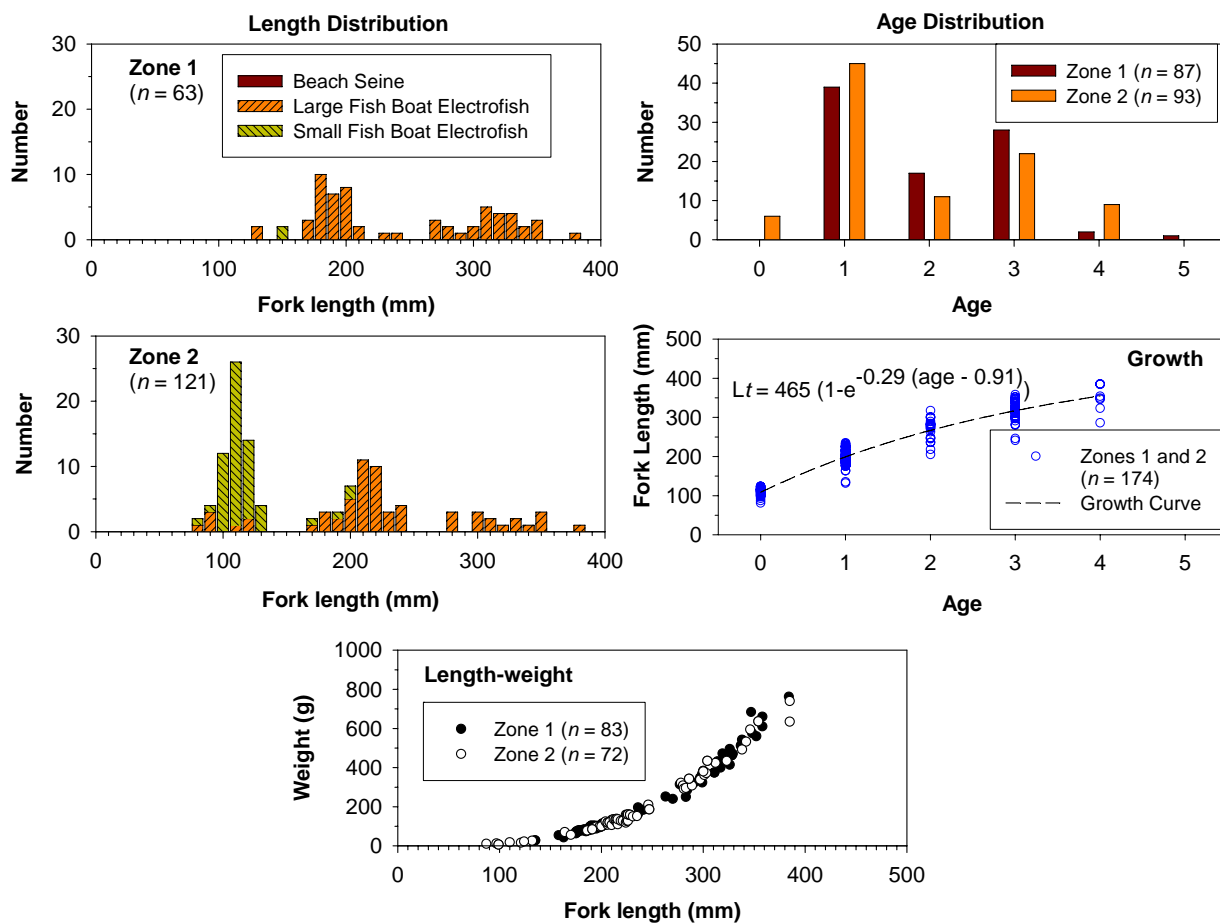 Length Distribution
30
20
10
0
Number
Zone 1
(n = 63)
Beach Seine
Large Fish Boat Electrofish
Small Fish Boat Electrofish
0 100 200 300 400
Fork length (mm)
Age Distribution
50
40
30
20
10
0
Number
Zone 1 (n = 87)
Zone 2 (n = 93)
0 1 2 3 4 5
Age
30
20
10
0
Number
Zone 2
(n = 121)
0 100 200 300 400
Fork length (mm)
500
400
300
200
100
0
Fork Length (mm)
Growth
Lt = 465 (1-e-0.29 (age - 0.91))
Zones 1 and 2
(n = 174)
Growth Curve
0 1 2 3 4 5
Age
1000
800
600
400
200
0
Weight (g)
Length-weight
Zone 1 (n = 83)
Zone 2 (n = 72)
0 100 200 300 400 500
Fork length (mm)